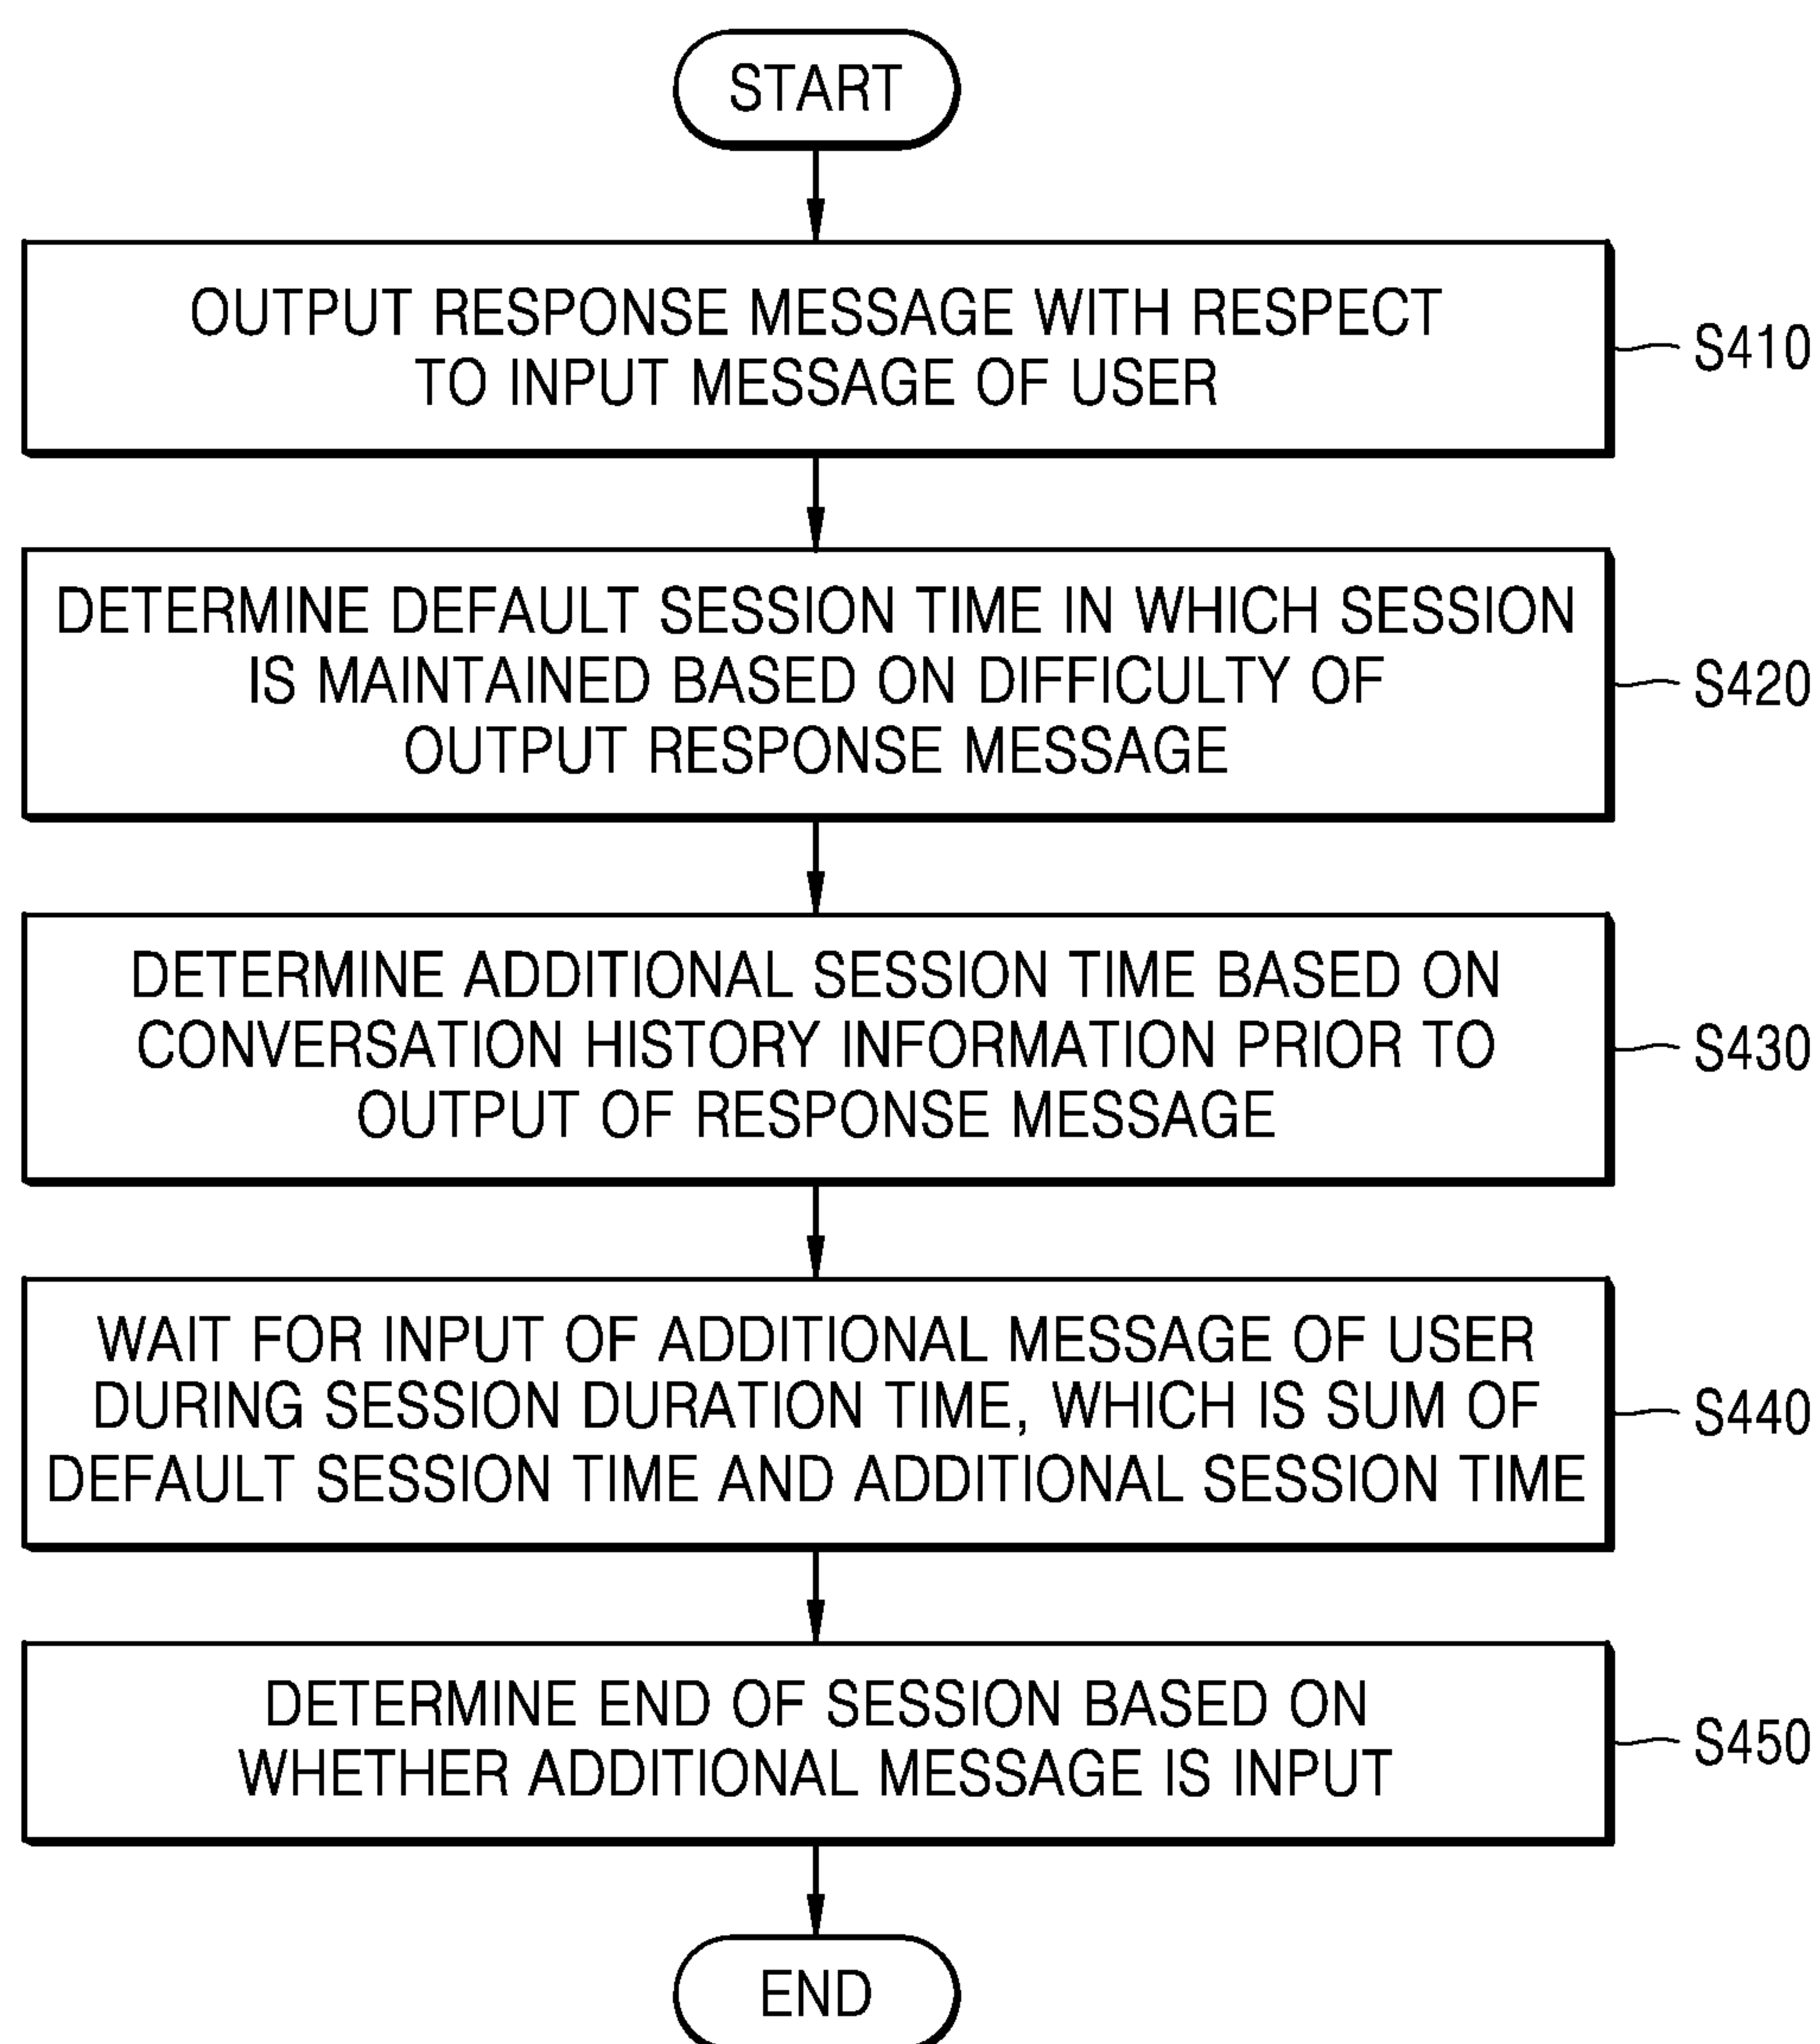 START
OUTPUT RESPONSE MESSAGE WITH RESPECT
TO INPUT MESSAGE OF USER
S410
DETERMINE DEFAULT SESSION TIME IN WHICH SESSION
IS MAINTAINED BASED ON DIFFICULTY OF
OUTPUT RESPONSE MESSAGE
S420
DETERMINE ADDITIONAL SESSION TIME BASED ON
CONVERSATION HISTORY INFORMATION PRIOR TO
OUTPUT OF RESPONSE MESSAGE
S430
WAIT FOR INPUT OF ADDITIONAL MESSAGE OF USER
DURING SESSION DURATION TIME, WHICH IS SUM OF
DEFAULT SESSION TIME AND ADDITIONAL SESSION TIME
S440
DETERMINE END OF SESSION BASED ON
WHETHER ADDITIONAL MESSAGE IS INPUT
S450
END